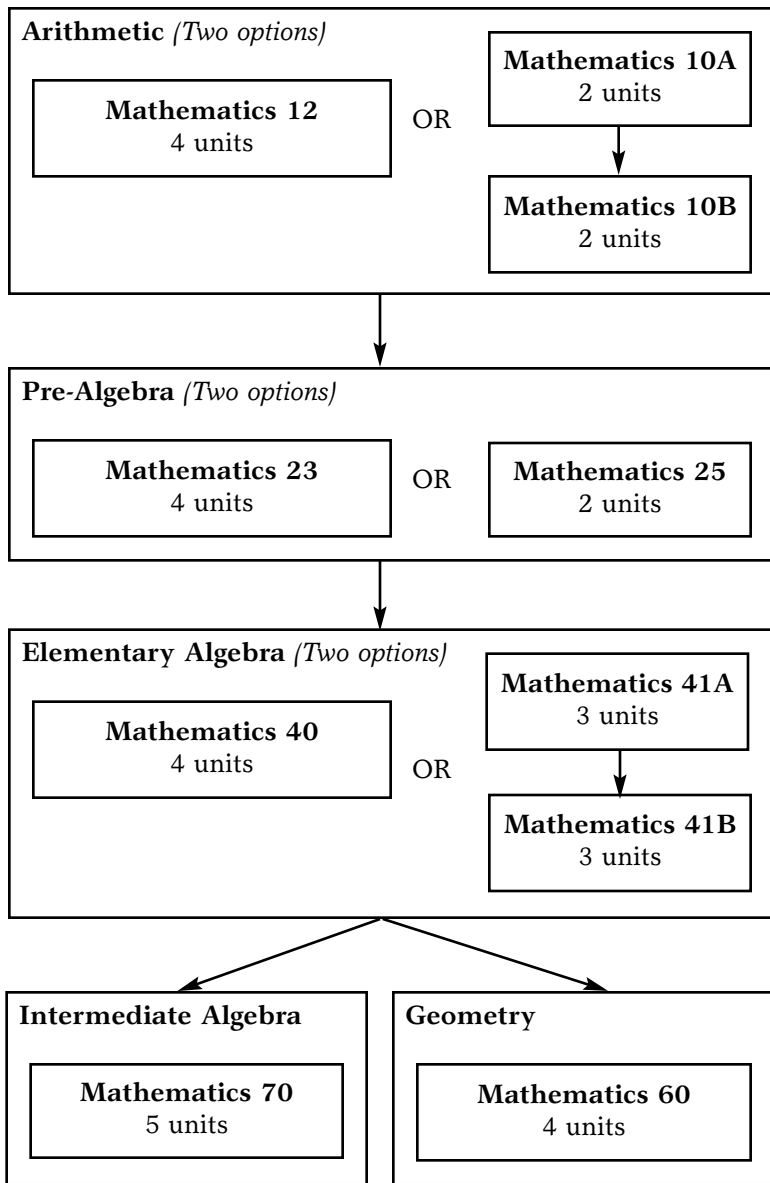 Arithmetic (Two options)
Mathematics 12
4 units
OR
Mathematics 10A
2 units
Mathematics 10B
2 units
Pre-Algebra (Two options)
Mathematics 23
4 units
OR
Mathematics 25
2 units
Elementary Algebra (Two options)
Mathematics 40
4 units
OR
Mathematics 41A
3 units
Mathematics 41B
3 units
Intermediate Algebra
Mathematics 70
5 units
Geometry
Mathematics 60
4 units